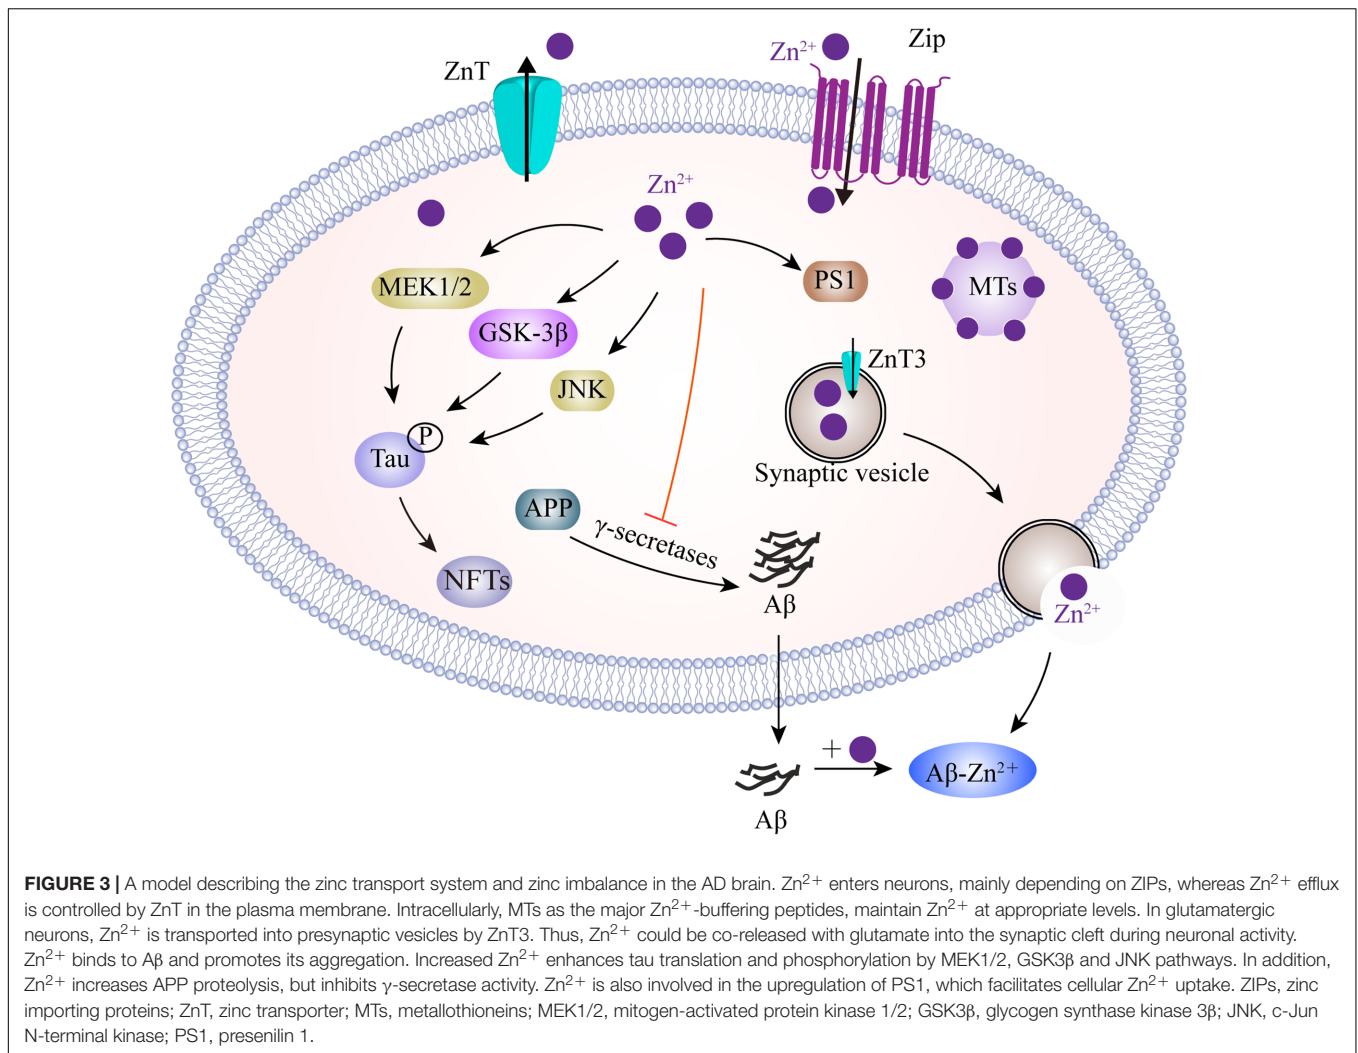 Zn²⁺
Zip
ZnT
Zn²⁺
MEK1/2
PS1
MTs
GSK-3β
ZnT3
JNK
P
Tau
Synaptic vesicle
APP
γ-secretases
NFTs
Aβ
Zn²⁺
+
Aβ-Zn²⁺
Aβ
FIGURE 3 | A model describing the zinc transport system and zinc imbalance in the AD brain. Zn²⁺ enters neurons, mainly depending on ZIPs, whereas Zn²⁺ efflux
is controlled by ZnT in the plasma membrane. Intracellularly, MTs as the major Zn²⁺-buffering peptides, maintain Zn²⁺ at appropriate levels. In glutamatergic
neurons, Zn²⁺ is transported into presynaptic vesicles by ZnT3. Thus, Zn²⁺ could be co-released with glutamate into the synaptic cleft during neuronal activity.
Zn²⁺ binds to Aβ and promotes its aggregation. Increased Zn²⁺ enhances tau translation and phosphorylation by MEK1/2, GSK3β and JNK pathways. In addition,
Zn²⁺ increases APP proteolysis, but inhibits γ-secretase activity. Zn²⁺ is also involved in the upregulation of PS1, which facilitates cellular Zn²⁺ uptake. ZIPs, zinc
importing proteins; ZnT, zinc transporter; MTs, metallothioneins; MEK1/2, mitogen-activated protein kinase 1/2; GSK3β, glycogen synthase kinase 3β; JNK, c-Jun
N-terminal kinase; PS1, presenilin 1.